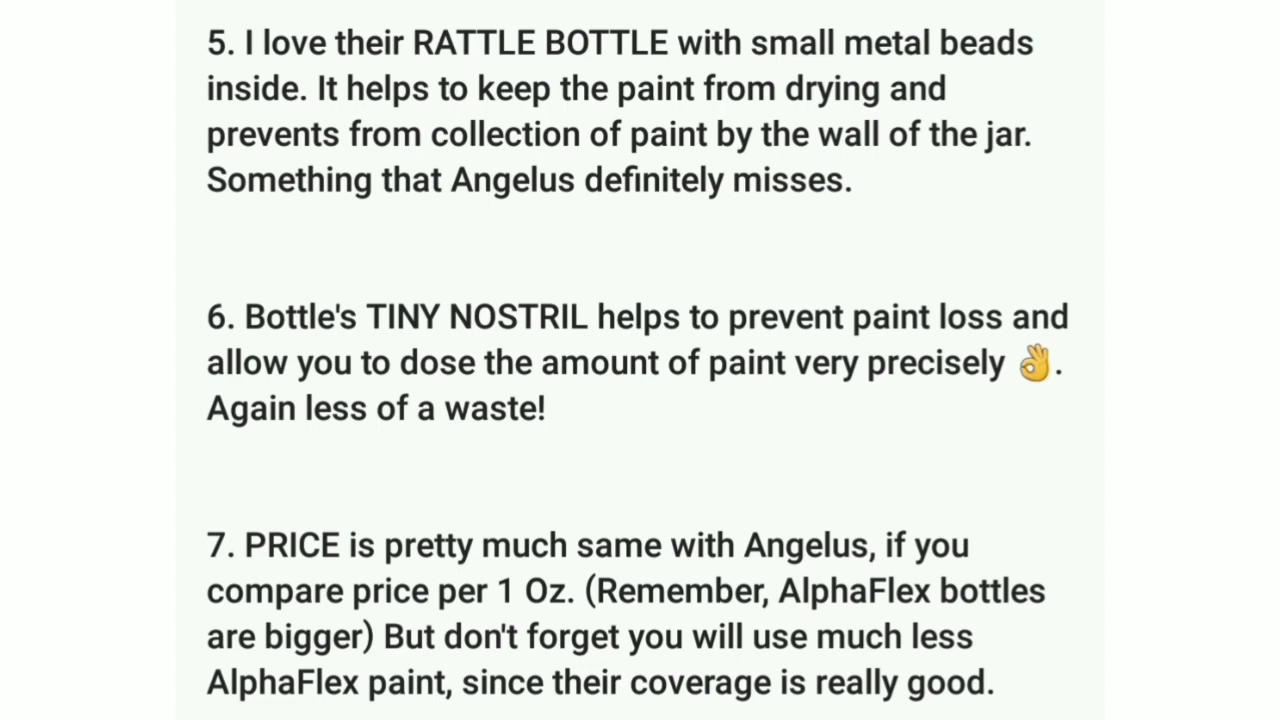 5. I love their RATTLE BOTTLE with small metal beads
inside. It helps to keep the paint from drying and
prevents from collection of paint by the wall of the jar.
Something that Angelus definitely misses.
6. Bottle's TINY NOSTRIL helps to prevent paint loss and
allow you to dose the amount of paint very precisely 👌.
Again less of a waste!
7. PRICE is pretty much same with Angelus, if you
compare price per 1 Oz. (Remember, AlphaFlex bottles
are bigger) But don't forget you will use much less
AlphaFlex paint, since their coverage is really good.